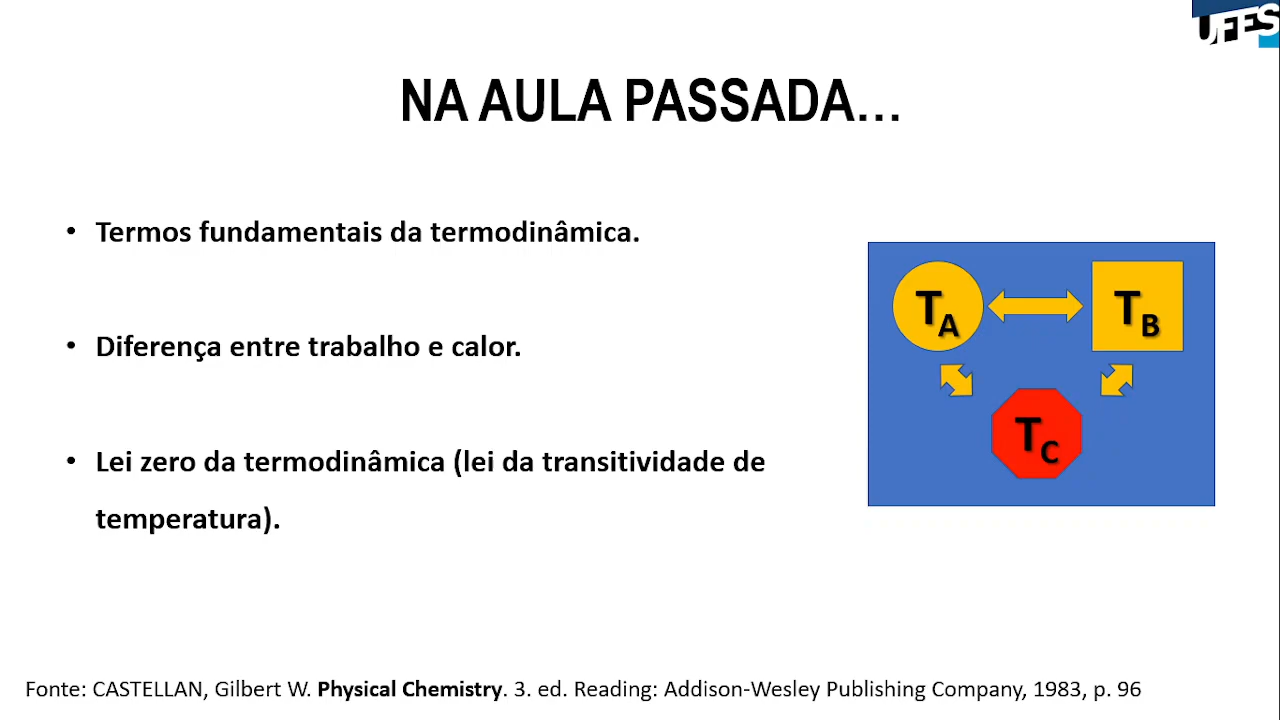 UFES
NA AULA PASSADA...
• Termos fundamentais da termodinâmica.
• Diferença entre trabalho e calor.
• Lei zero da termodinâmica (lei da transitividade de
temperatura).
TA
TB
TC
Fonte: CASTELLAN, Gilbert W. Physical Chemistry. 3. ed. Reading: Addison-Wesley Publishing Company, 1983, p. 96